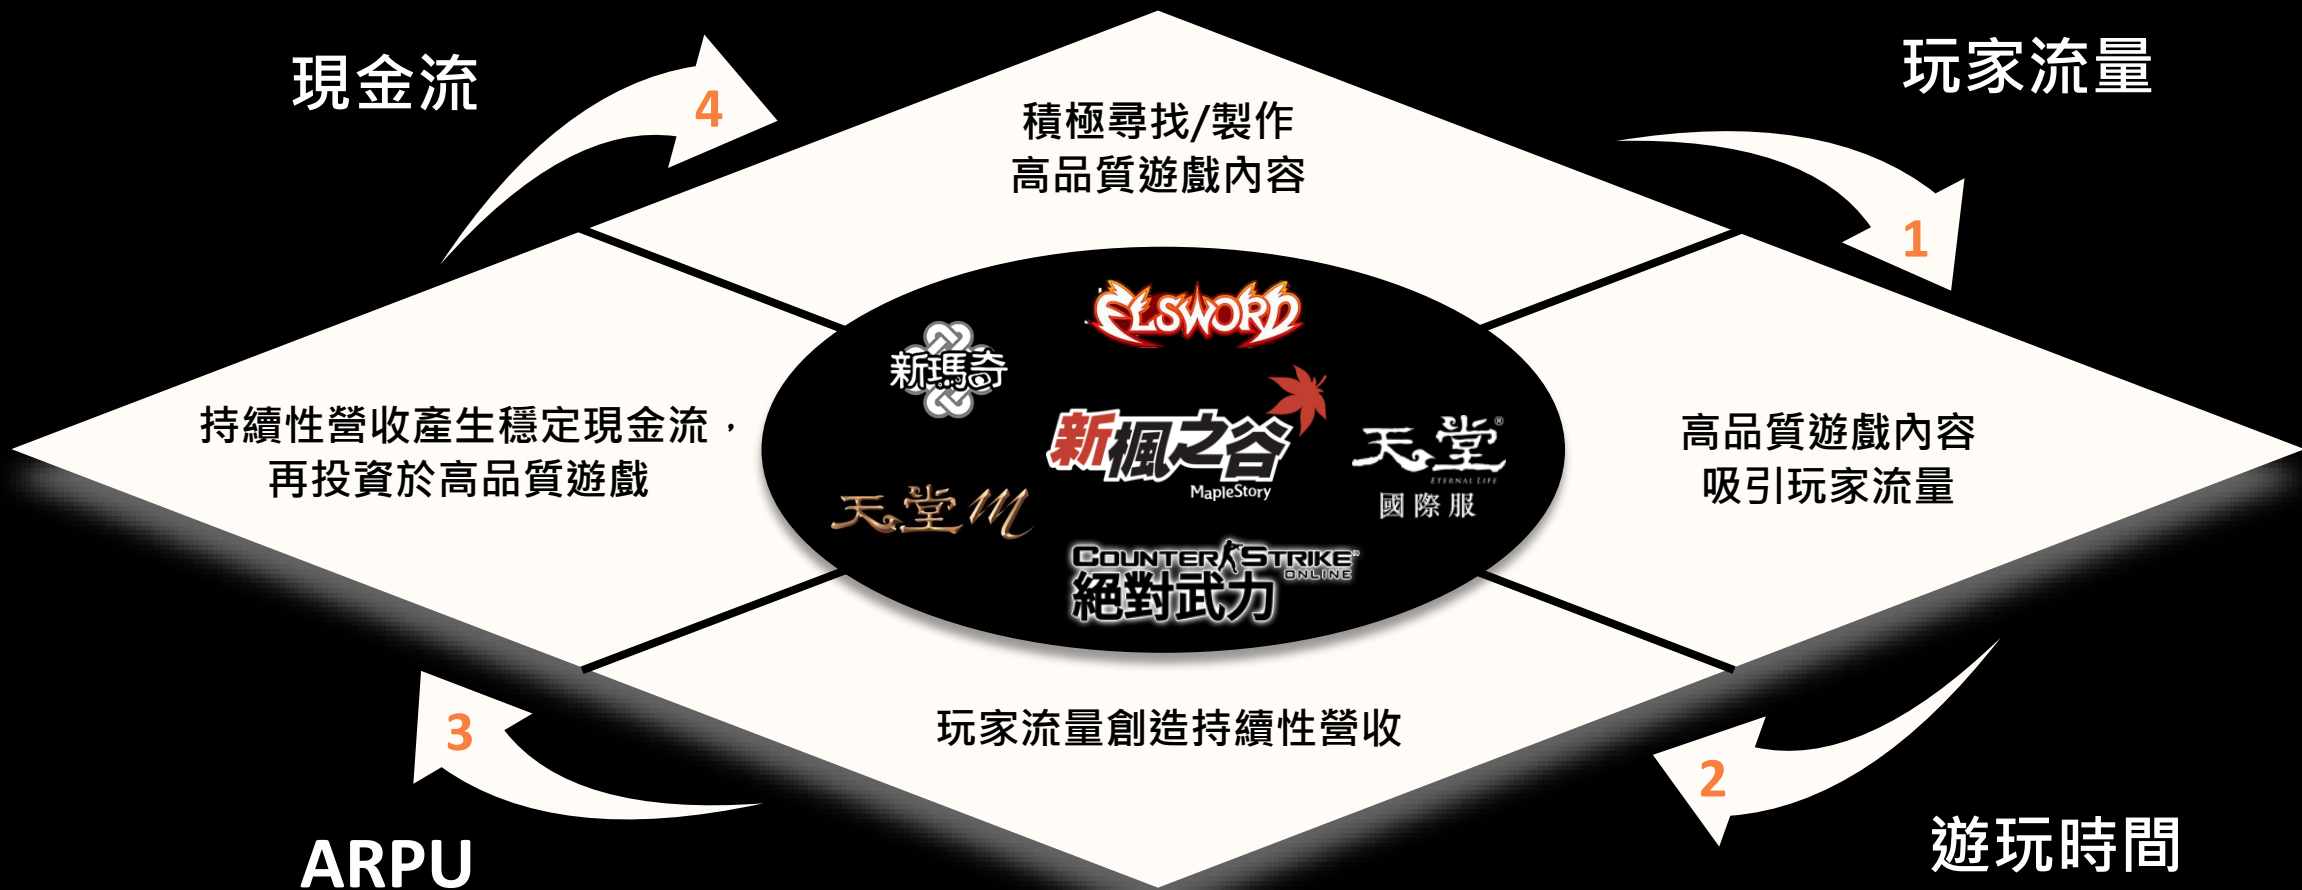 現金流
4
玩家流量
1
積極尋找/製作
高品質遊戲內容
ELSWORD
新瑪奇
新楓之谷
MapleStory
天堂®
ETERNAL LIFE
國際服
天堂M
COUNTER STRIKE™
ONLINE
絕對武力
持續性營收產生穩定現金流，
再投資於高品質遊戲
高品質遊戲內容
吸引玩家流量
玩家流量創造持續性營收
3
ARPU
2
遊玩時間